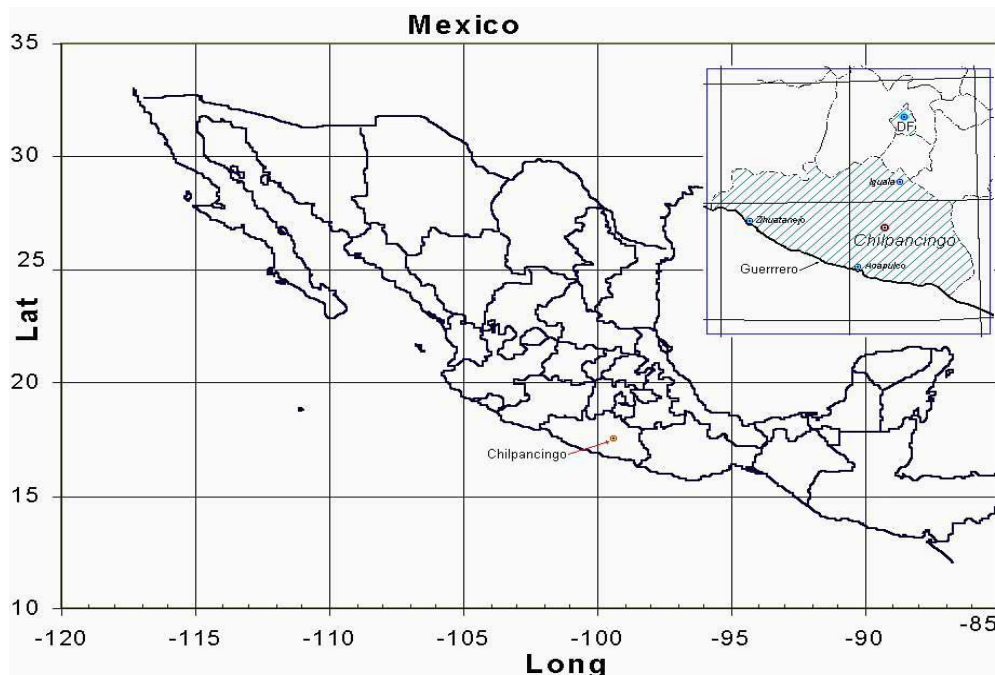 Mexico
35
30
25
20
15
10
Lat
-120
-115
-110
-105
-100
-95
-90
-85
Long
Chilpancingo
DF
Iguala
Zihuatanejo
Chilpancingo
Guerrrero
Acapulco